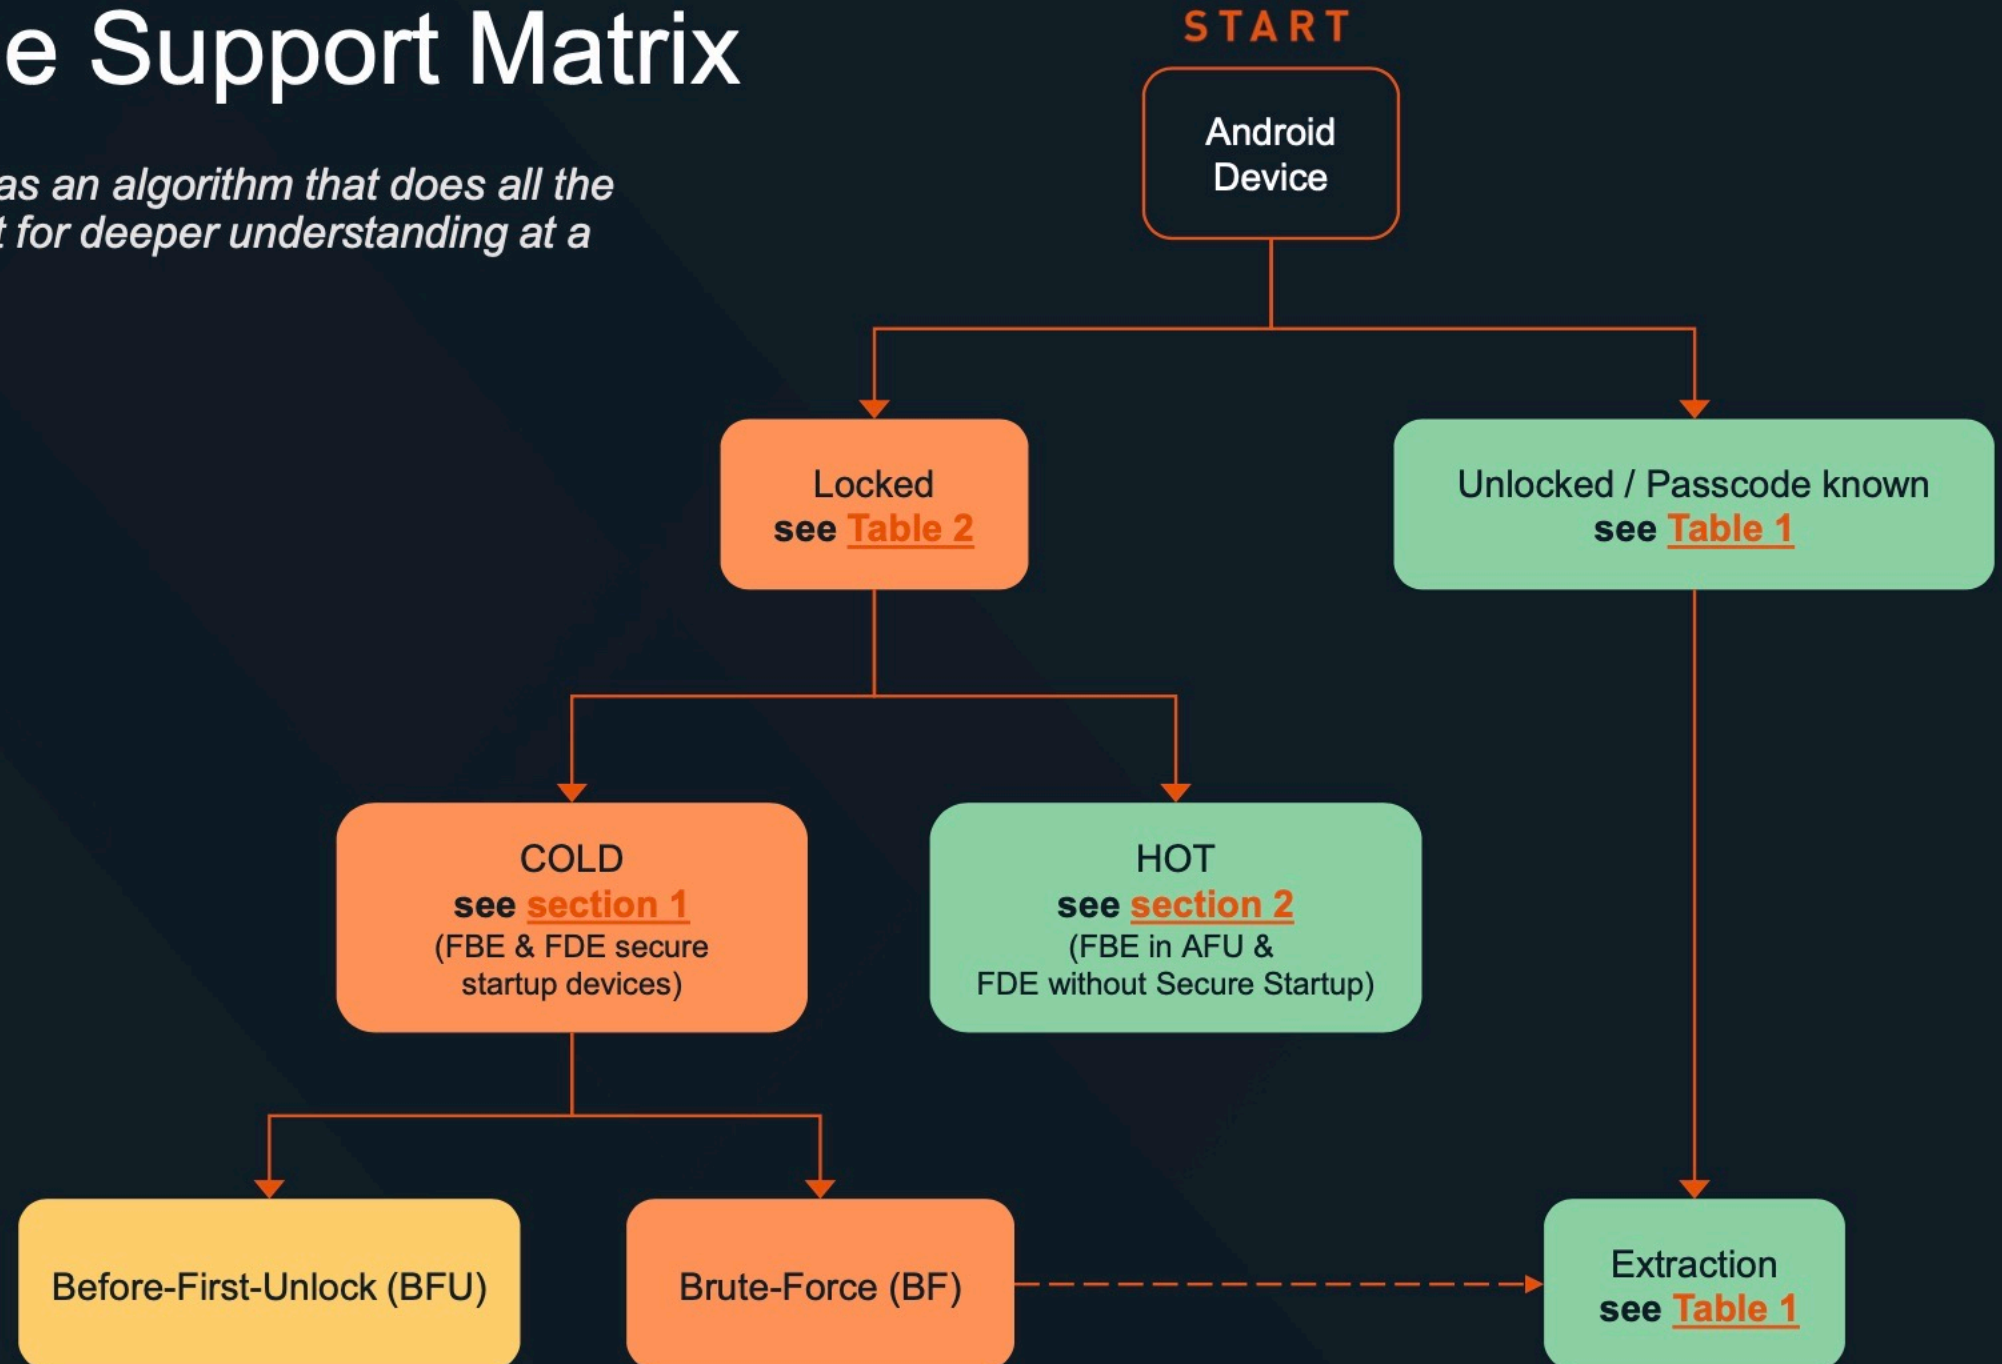 e Support Matrix
as an algorithm that does all the
t for deeper understanding at a
START
Android
Device
Locked
see Table 2
Unlocked / Passcode known
see Table 1
COLD
see section 1
(FBE & FDE secure
startup devices)
HOT
see section 2
(FBE in AFU &
FDE without Secure Startup)
Before-First-Unlock (BFU)
Brute-Force (BF)
Extraction
see Table 1